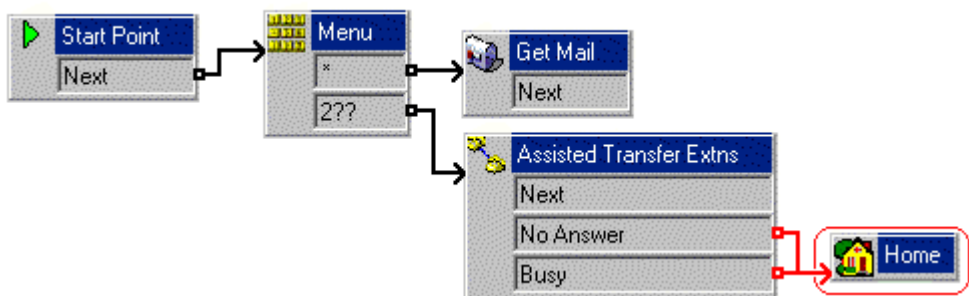 Start Point
Next
Menu
*
2??
Get Mail
Next
Assisted Transfer Extns
Next
No Answer
Busy
Home